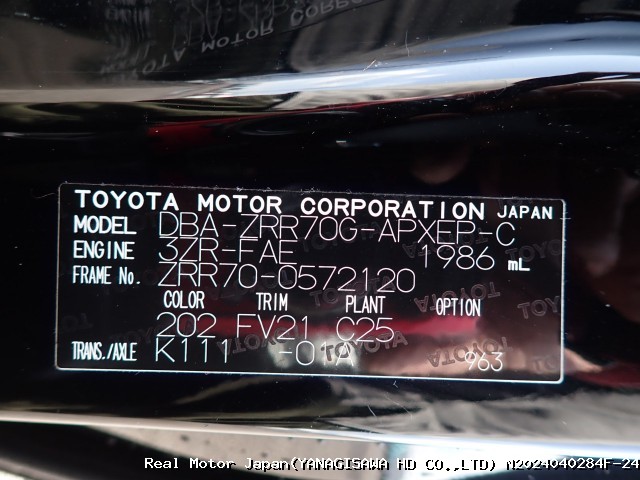 TOYOTA MOTOR CORPORATION JAPAN
MODEL DBA-ZRR70G-APXEP-C
ENGINE 3ZR-FAE 1986 mL
FRAME No. ZRR70-0572120
COLOR TRIM PLANT OPTION
202 FV21 C25
TRANS./AXLE K111 -01A 963
Real Motor Japan(YANAGISAWA HD CO.,LTD) N2024040284F-24